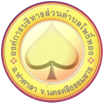 องค์การบริหารส่วนตำบลโพธิ์ทอง
อ.ท่าศาลา จ.นครศรีธรรมราช